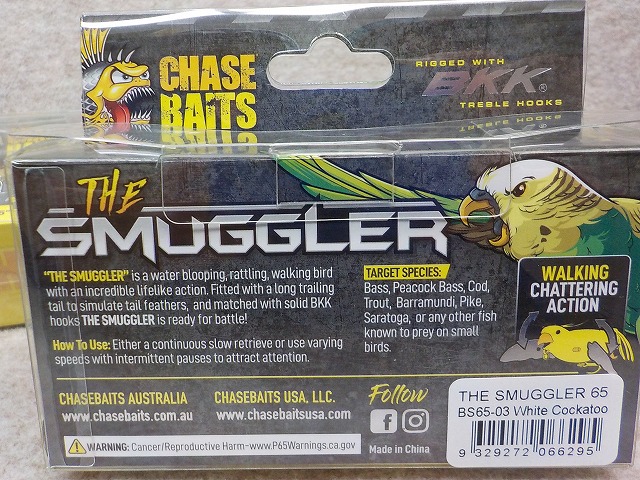 CHASE
BAITS
RIGGED WITH
BKK®
TREBLE HOOKS
THE
SMUGGLER
"THE SMUGGLER" is a water blooping, rattling, walking bird
with an incredible lifelike action. Fitted with a long trailing
tail to simulate tail feathers, and matched with solid BKK
hooks THE SMUGGLER is ready for battle!
How To Use: Either a continuous slow retrieve or use varying
speeds with intermittent pauses to attract attention.
TARGET SPECIES:
Bass, Peacock Bass, Cod,
Trout, Barramundi, Pike,
Saratoga, or any other fish
known to prey on small
birds.
WALKING
CHATTERING
ACTION
CHASEBAITS AUSTRALIA
www.chasebaits.com.au
CHASEBAITS USA, LLC.
www.chasebaitsusa.com
Follow
Made in China
WARNING: Cancer/Reproductive Harm-www.P65Warnings.ca.gov
THE SMUGGLER 65
BS65-03 White Cockatoo
9 329272 066295